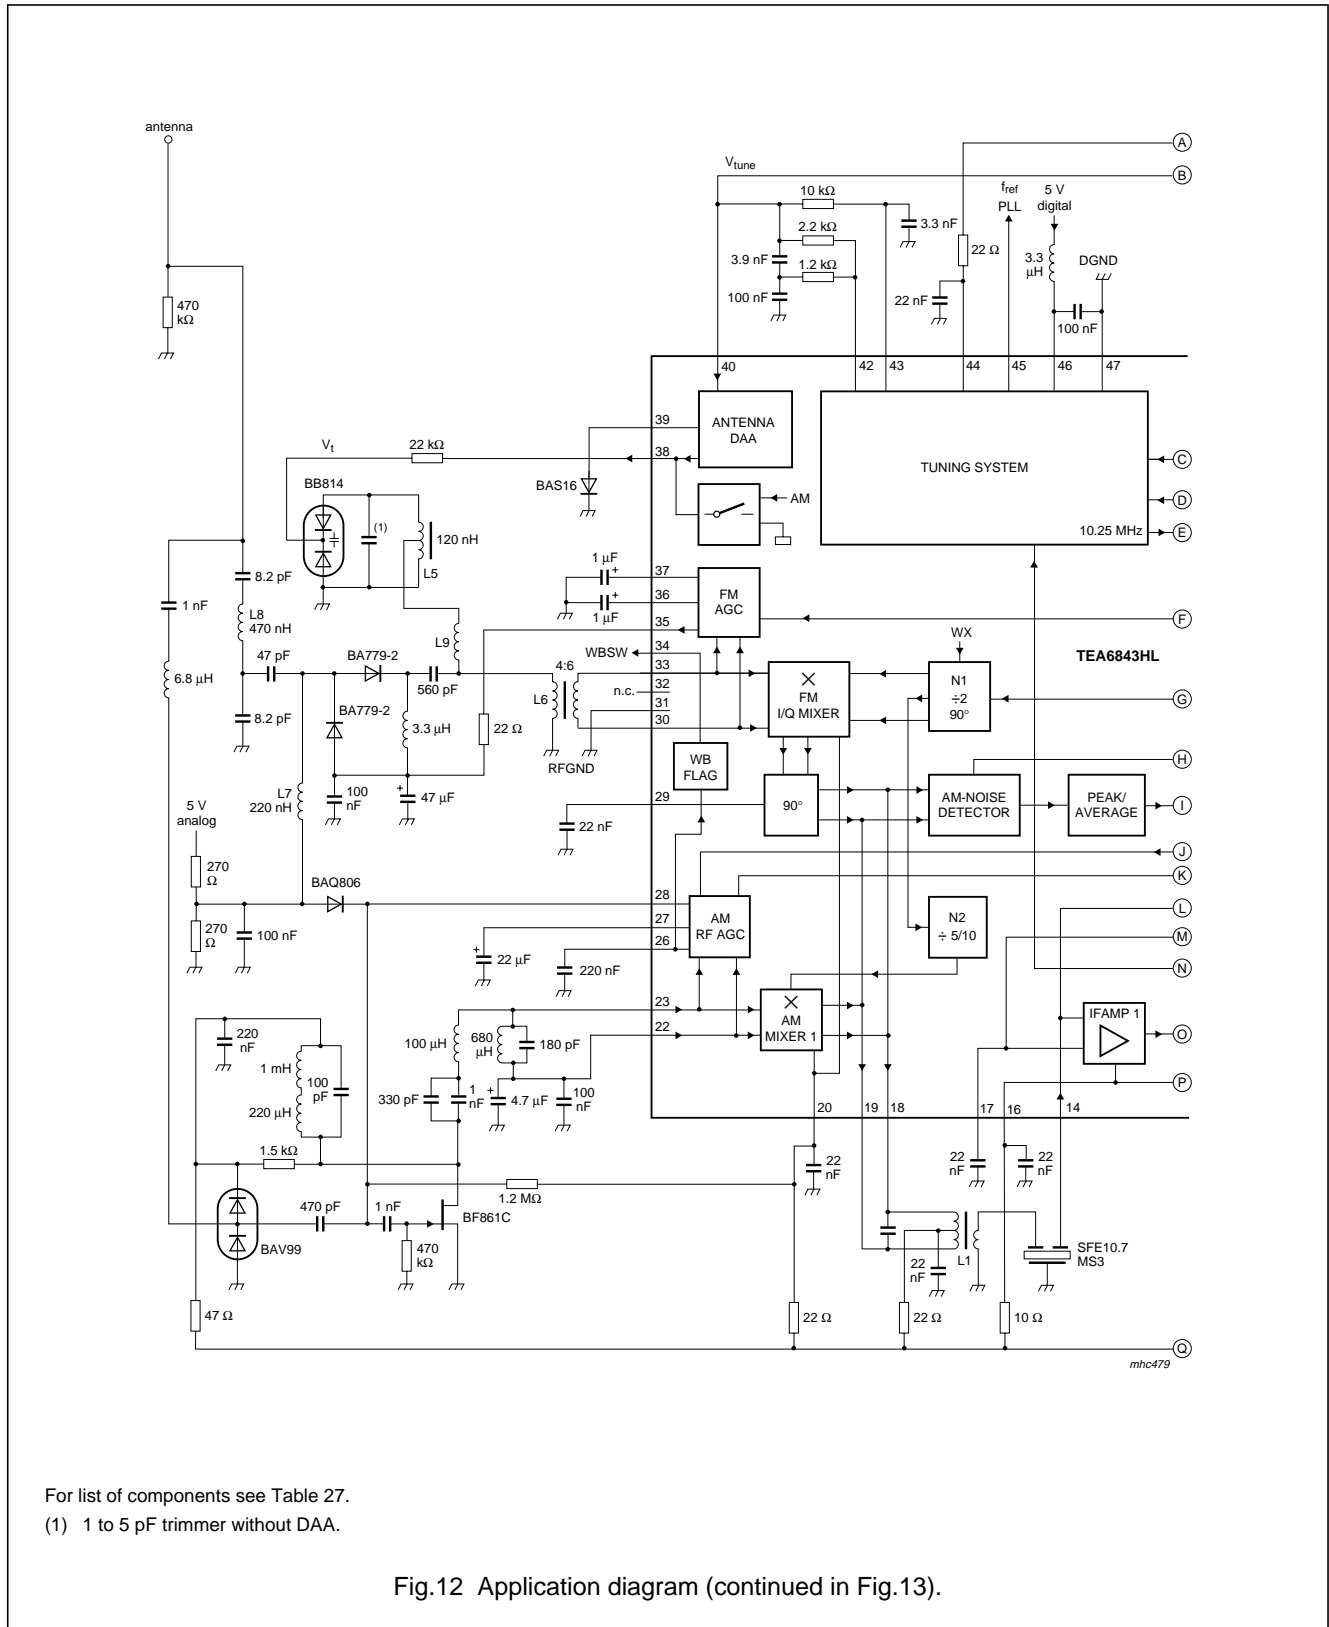 antenna
A
V_tune
B
10 kΩ
f_ref
PLL
5 V
digital
3.3 nF
2.2 kΩ
22 Ω
3.9 nF
3.3
μH
DGND
1.2 kΩ
100 nF
22 nF
100 nF
470
kΩ
40
42
43
44
45
46
47
39
ANTENNA
DAA
TUNING SYSTEM
V_t
22 kΩ
38
C
BB814
BAS16
AM
D
(1)
120 nH
10.25 MHz
E
L5
1 μF
+
37
8.2 pF
FM
AGC
1 nF
36
+
1 μF
F
L8
470 nH
35
L9
34
WX
WBSW
TEA6843HL
47 pF
BA779-2
4:6
33
6.8 μH
560 pF
n.c.
32
FM
I/Q MIXER
N1
÷2
90°
L6
31
G
8.2 pF
BA779-2
3.3 μH
22 Ω
30
RFGND
WB
FLAG
H
L7
220 nH
100
nF
+
47 μF
29
90°
AM-NOISE
DETECTOR
PEAK/
AVERAGE
I
5 V
analog
22 nF
J
270
Ω
BAQ806
K
28
AM
RF AGC
N2
÷ 5/10
L
27
270
Ω
100 nF
+
22 μF
26
M
220 nF
N
23
AM
MIXER 1
IFAMP 1
220
nF
100 μH
680
μH
180 pF
22
O
1 mH
100
pF
330 pF
1
nF
+
4.7 μF
100
nF
P
220 μH
20
19
18
17
16
14
1.5 kΩ
22
nF
22
nF
22
nF
1.2 MΩ
470 pF
1 nF
BF861C
BAV99
470
kΩ
22
nF
L1
SFE10.7
MS3
47 Ω
22 Ω
22 Ω
10 Ω
Q
mhc479
For list of components see Table 27.
(1) 1 to 5 pF trimmer without DAA.
Fig.12 Application diagram (continued in Fig.13).